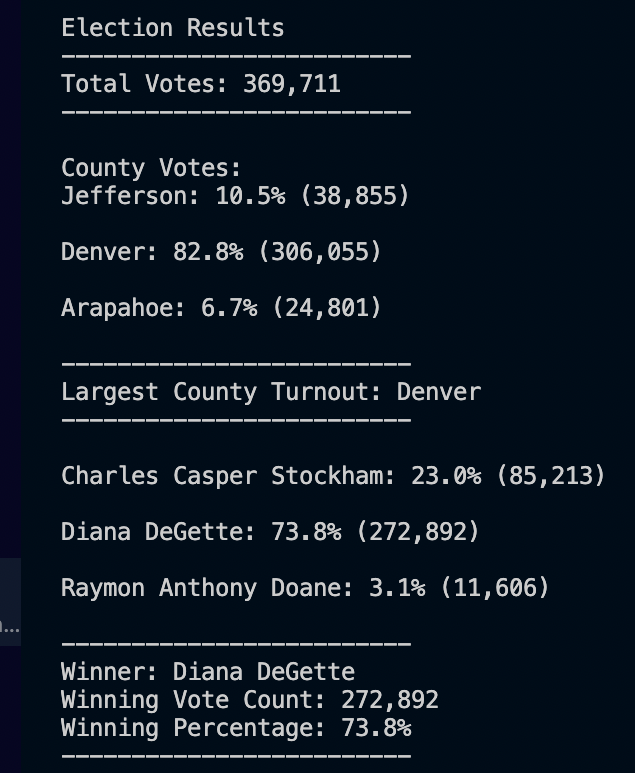 Election Results
-------------------------
Total Votes: 369,711
-------------------------
County Votes:
Jefferson: 10.5% (38,855)
Denver: 82.8% (306,055)
Arapahoe: 6.7% (24,801)
-------------------------
Largest County Turnout: Denver
-------------------------
Charles Casper Stockham: 23.0% (85,213)
Diana DeGette: 73.8% (272,892)
Raymon Anthony Doane: 3.1% (11,606)
-------------------------
Winner: Diana DeGette
Winning Vote Count: 272,892
Winning Percentage: 73.8%
-------------------------